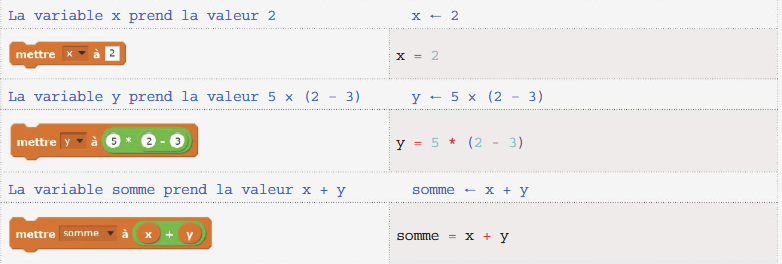 La variable x prend la valeur 2 x ← 2
mettre x ▾ à 2
x = 2
La variable y prend la valeur 5 x (2 - 3) y ← 5 x (2 - 3)
mettre y ▾ à 5 * 2 - 3
y = 5 * (2 - 3)
La variable somme prend la valeur x + y somme ← x + y
mettre somme ▾ à x + y
somme = x + y